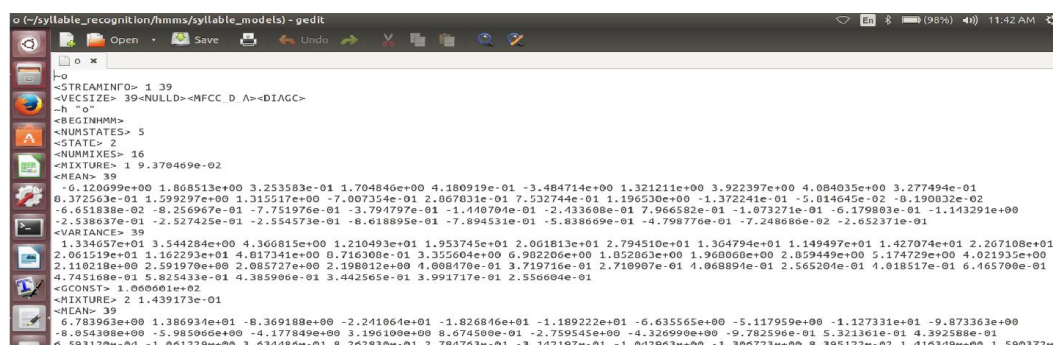 o (~/syllable_recognition/hmms/syllable_models) - gedit En (98%) 11:42 AM
Open Save Undo
o ×
~o
<STREAMINFO> 1 39
<VECSIZE> 39<NULLD><MFCC_D_A><DIAGC>
~h "o"
<BEGINHMM>
<NUMSTATES> 5
<STATE> 2
<NUMMIXES> 16
<MIXTURE> 1 9.370469e-02
<MEAN> 39
-6.120699e+00 1.868513e+00 3.253583e-01 1.704846e+00 4.180919e-01 -3.484714e+00 1.321211e+00 3.922397e+00 4.084035e+00 3.277494e-01
8.372563e-01 1.599297e+00 1.315517e+00 -7.007354e-01 2.867831e-01 7.532744e-01 1.196530e+00 -1.372241e-01 -5.814645e-02 -8.190832e-02
-6.651838e-02 -8.256967e-01 -7.751976e-01 -3.794797e-01 -1.440704e-01 -2.433608e-01 7.966582e-01 -1.073271e-01 -6.179803e-01 -1.143291e+00
-2.538637e-01 -2.527425e-01 -2.554573e-01 -8.615189e-01 -7.894531e-01 -5.838669e-01 -4.798776e-01 -7.248686e-02 -2.652371e-01
<VARIANCE> 39
1.334657e+01 3.544284e+00 4.366815e+00 1.210493e+01 1.953745e+01 2.061813e+01 2.794510e+01 1.364794e+01 1.149497e+01 1.427074e+01 2.267108e+01
2.061519e+01 1.162293e+01 4.817341e+00 8.716308e-01 3.355604e+00 6.982206e+00 1.852863e+00 1.968068e+00 2.859449e+00 5.174729e+00 4.021935e+00
2.110218e+00 2.591970e+00 2.085727e+00 2.198012e+00 4.008470e-01 3.719716e-01 2.710907e-01 4.068894e-01 2.565204e-01 4.018517e-01 6.465700e-01
4.745168e-01 5.825433e-01 4.385906e-01 3.442565e-01 3.991717e-01 2.556604e-01
<GCONST> 1.060601e+02
<MIXTURE> 2 1.439173e-01
<MEAN> 39
6.783963e+00 1.386934e+01 -8.369188e+00 -2.241064e+01 -1.826846e+01 -1.189222e+01 -6.635565e+00 -5.117959e+00 -1.127331e+01 -9.873363e+00
-8.054308e+00 -5.985066e+00 -4.177849e+00 3.196100e+00 8.674500e-01 -2.759545e+00 -4.326990e+00 -9.782596e-01 5.321361e-01 4.392588e-01